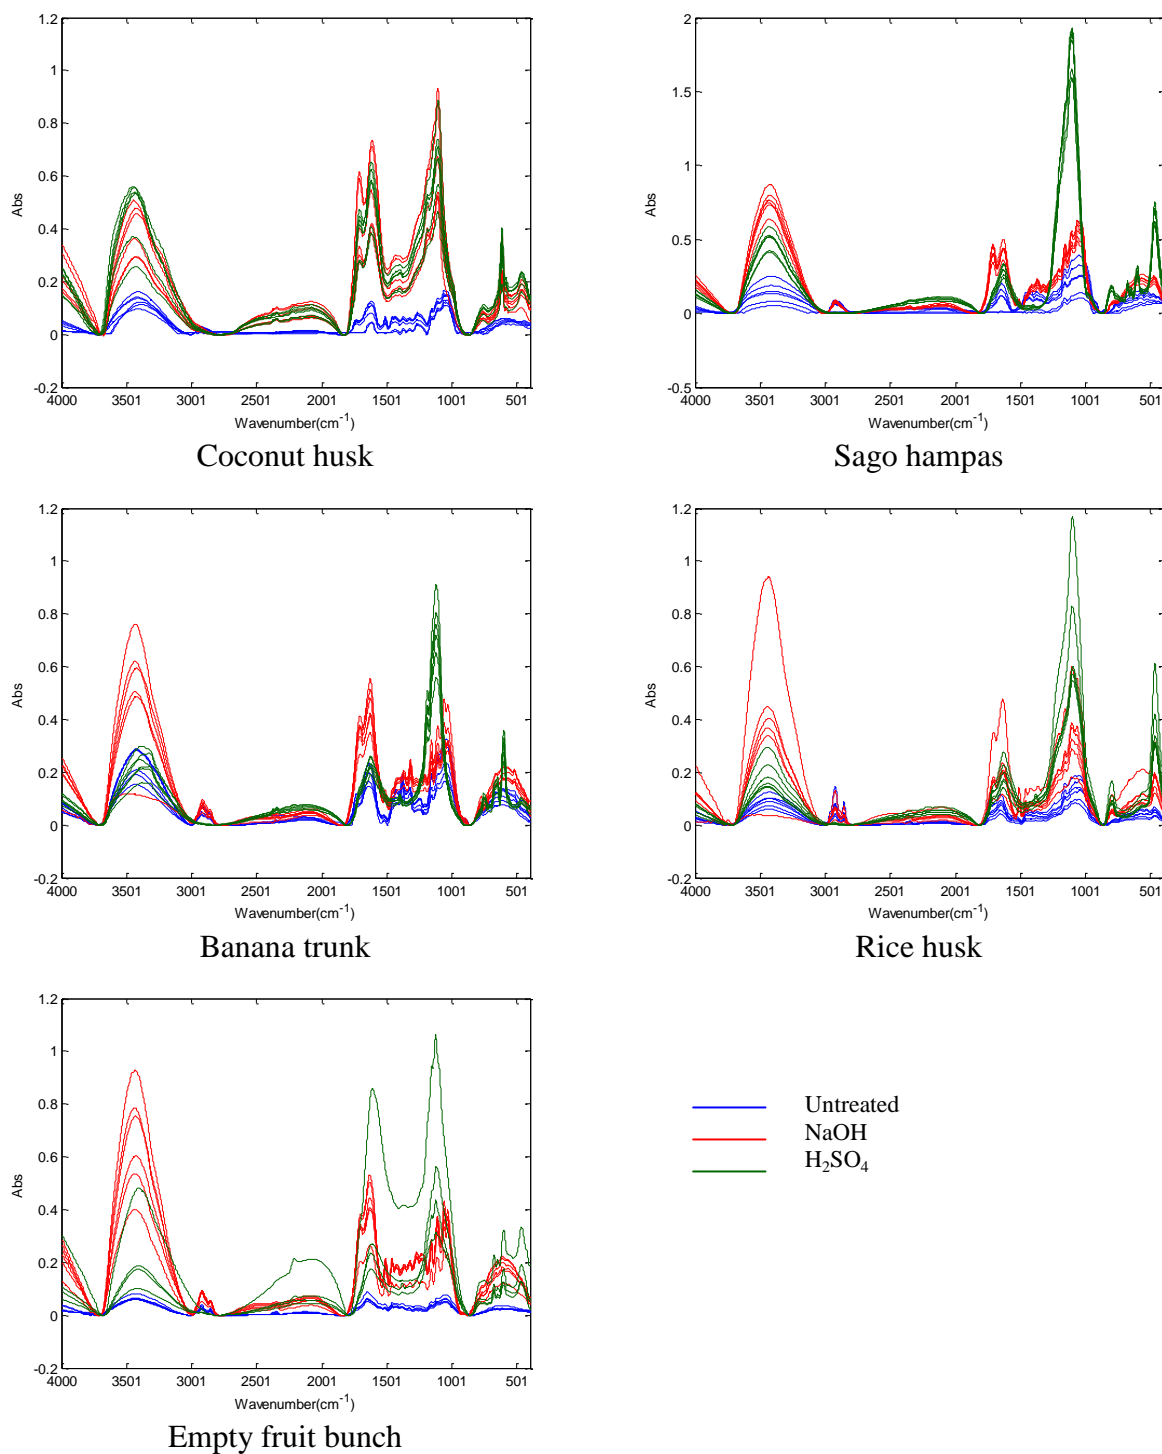 1.2
1
0.8
0.6
0.4
0.2
0
-0.2
Abs
4000 3501 3001 2501 2001 1501 1001 501
Wavenumber(cm⁻¹)
Coconut husk
2
1.5
1
0.5
0
-0.5
Abs
4000 3501 3001 2501 2001 1501 1001 501
Wavenumber(cm⁻¹)
Sago hampas
1.2
1
0.8
0.6
0.4
0.2
0
-0.2
Abs
4000 3501 3001 2501 2001 1501 1001 501
Wavenumber(cm⁻¹)
Banana trunk
1.2
1
0.8
0.6
0.4
0.2
0
-0.2
Abs
4000 3501 3001 2501 2001 1501 1001 501
Wavenumber(cm⁻¹)
Rice husk
1.2
1
0.8
0.6
0.4
0.2
0
-0.2
Abs
4000 3501 3001 2501 2001 1501 1001 501
Wavenumber(cm⁻¹)
Empty fruit bunch
Untreated
NaOH
H₂SO₄